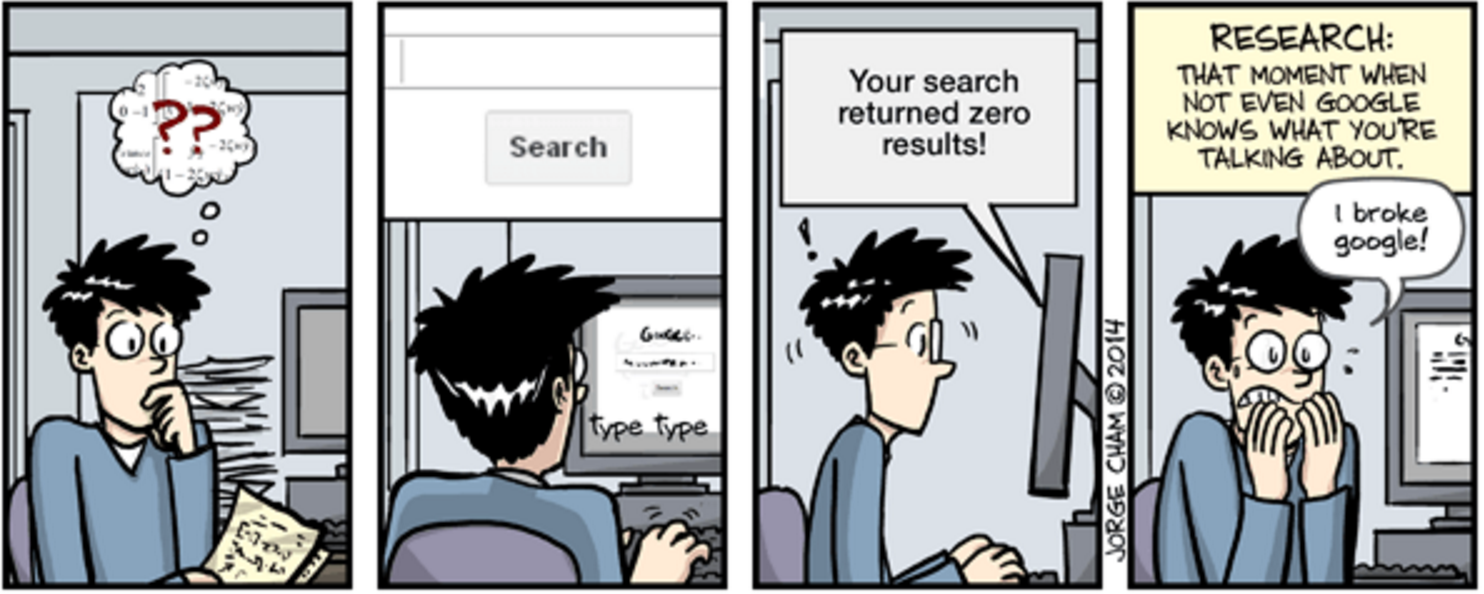 ??
Search
type type
Your search
returned zero
results!
!
JORGE CHAM © 2014
RESEARCH:
THAT MOMENT WHEN
NOT EVEN GOOGLE
KNOWS WHAT YOU'RE
TALKING ABOUT.
I broke
google!